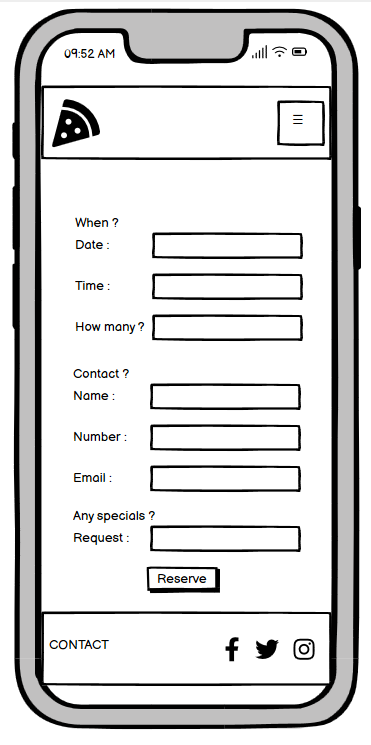 09:52 AM
When ?
Date :
Time :
How many ?
Contact ?
Name :
Number :
Email :
Any specials ?
Request :
Reserve
CONTACT